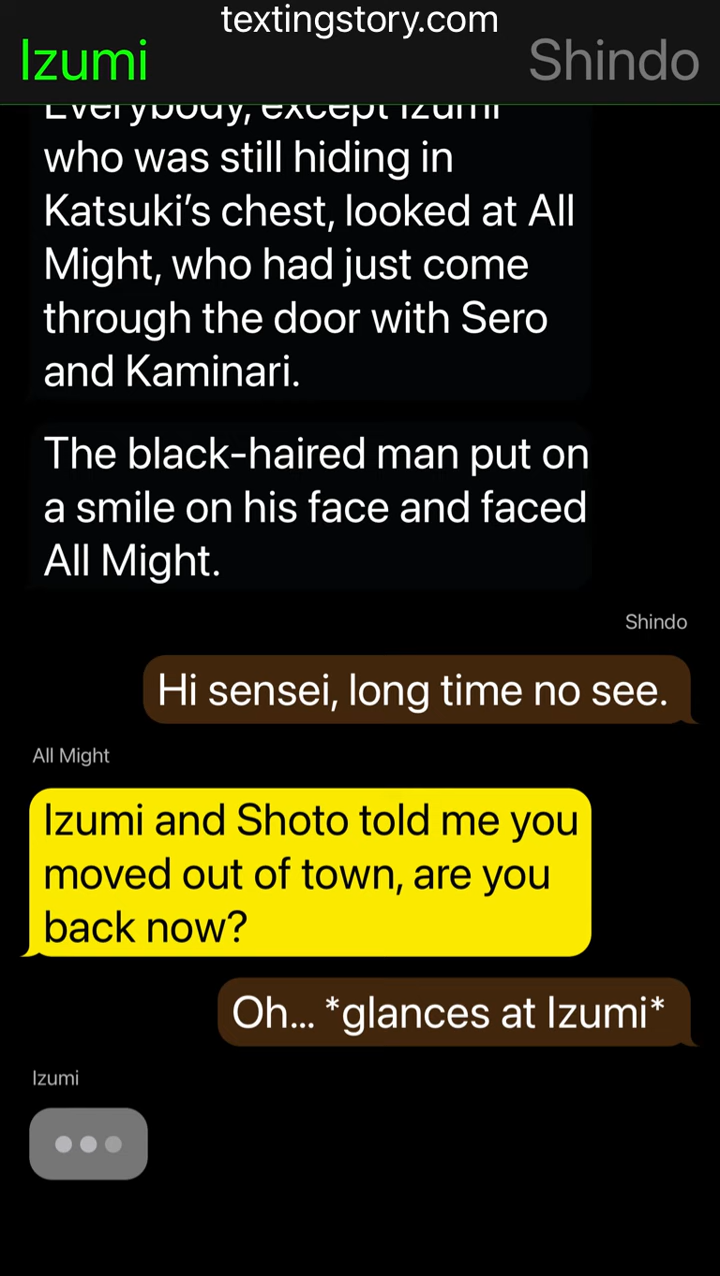 textingstory.com
Izumi
Shindo
Everybody, except Izumi
who was still hiding in
Katsuki’s chest, looked at All
Might, who had just come
through the door with Sero
and Kaminari.
The black-haired man put on
a smile on his face and faced
All Might.
Shindo
Hi sensei, long time no see.
All Might
Izumi and Shoto told me you
moved out of town, are you
back now?
Oh... *glances at Izumi*
Izumi